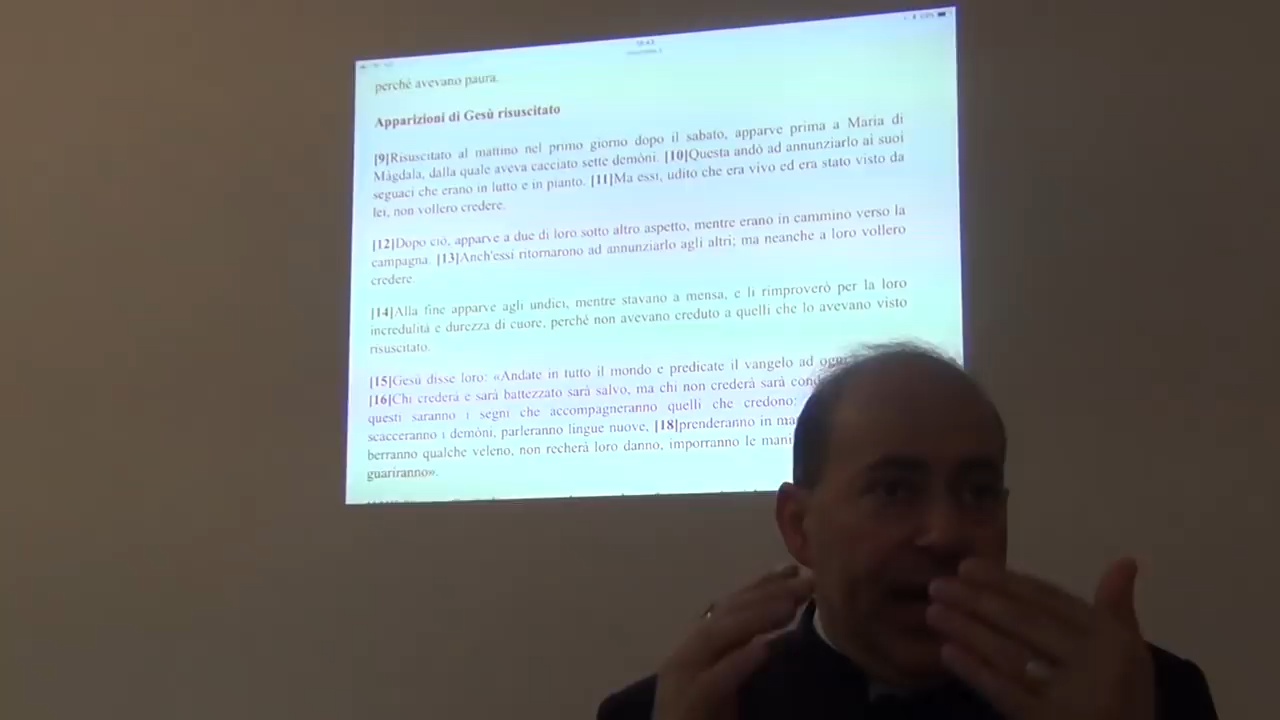 perché avevano paura.
Apparizioni di Gesù risuscitato
[9]Risuscitato al mattino nel primo giorno dopo il sabato, apparve prima a Maria di
Màgdala, dalla quale aveva cacciato sette demòni. [10]Questa andò ad annunziarlo ai suoi
seguaci che erano in lutto e in pianto. [11]Ma essi, udito che era vivo ed era stato visto da
lei, non vollero credere.
[12]Dopo ciò, apparve a due di loro sotto altro aspetto, mentre erano in cammino verso la
campagna. [13]Anch'essi ritornarono ad annunziarlo agli altri; ma neanche a loro vollero
credere.
[14]Alla fine apparve agli undici, mentre stavano a mensa, e li rimproverò per la loro
incredulità e durezza di cuore, perché non avevano creduto a quelli che lo avevano visto
risuscitato.
[15]Gesù disse loro: «Andate in tutto il mondo e predicate il vangelo ad
[16]Chi crederà e sarà battezzato sarà salvo, ma chi non crederà sarà
questi saranno i segni che accompagneranno quelli che credono:
scacceranno i demòni, parleranno lingue nuove, [18]prenderanno in
berranno qualche veleno, non recherà loro danno, imporranno le mani
guariranno».